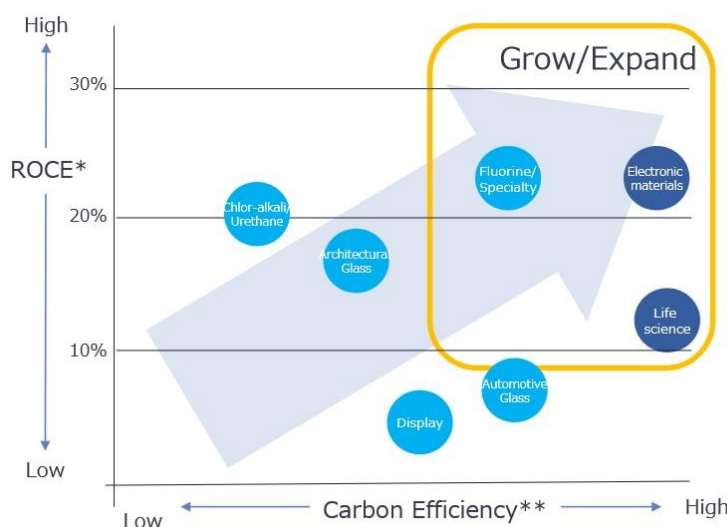 High
Grow/Expand
30%
ROCE*
Fluorine/
Specialty
Electronic
materials
Chlor-alkali/
Urethane
20%
Architectural
Glass
Life
science
10%
Automotive
Glass
Display
Low
Low
Carbon Efficiency**
High